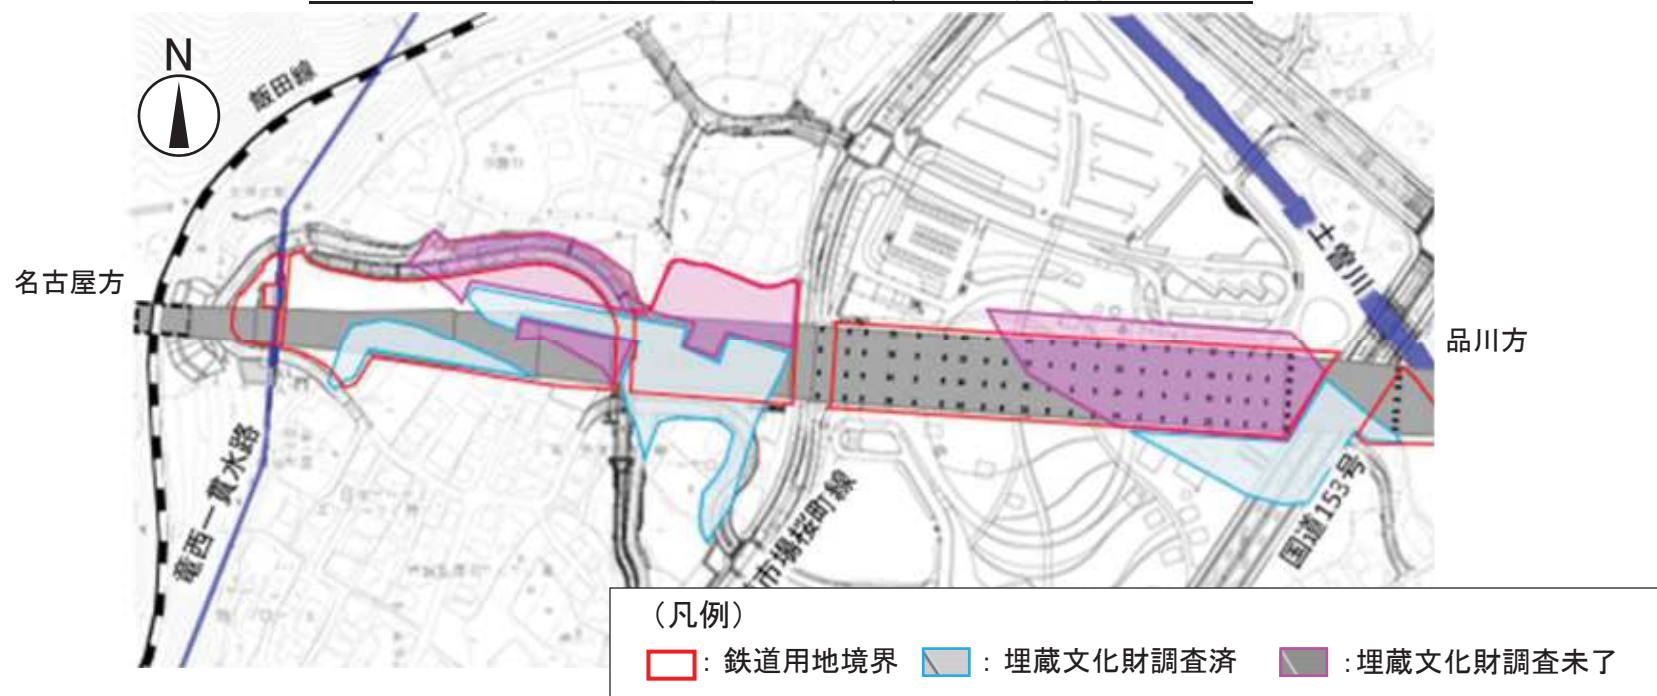 N
飯田線
名古屋方
土曽川
品川方
竜西一貫水路
市場桜町線
国道153号
(凡例)
: 鉄道用地境界
: 埋蔵文化財調査済
:埋蔵文化財調査未了